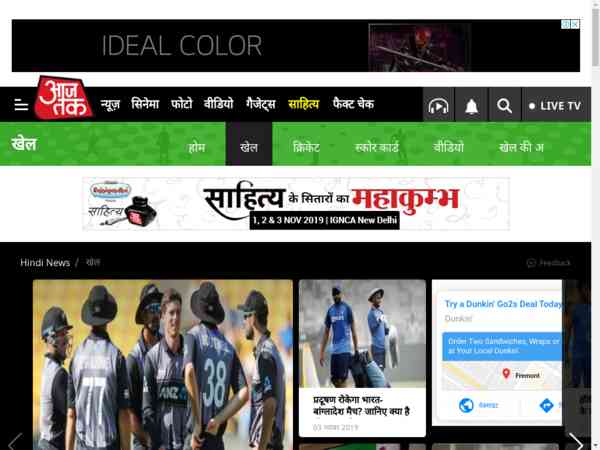 IDEAL COLOR
आज तक
न्यूज़ सिनेमा फोटो वीडियो गैजेट्स साहित्य फैक्ट चेक
LIVE TV
खेल होम खेल क्रिकेट स्कोर कार्ड वीडियो खेल की अ
साहित्य
साहित्य के सितारों का महाकुम्भ
1, 2 & 3 NOV 2019 | IGNCA New Delhi
Hindi News / खेल
Feedback
77
38
प्रदूषण रोकेगा भारत-
बांग्लादेश मैच? जानिए क्या है
03 नवंबर 2019
Try a Dunkin' Go2s Deal Today
Dunkin'
Order Two Sandwiches, Wraps or
at Your Local Dunkin'.
Fremont
वेबसाइट